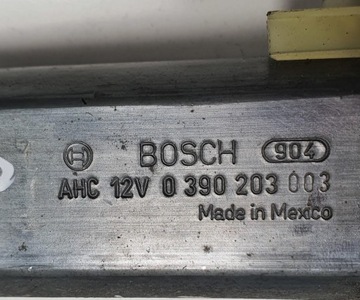 BOSCH 904
AHC 12V 0 390 203 003
Made in Mexico